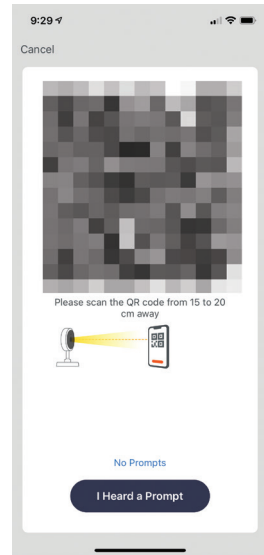 9:29
Cancel
Please scan the QR code from 15 to 20
cm away
No Prompts
I Heard a Prompt